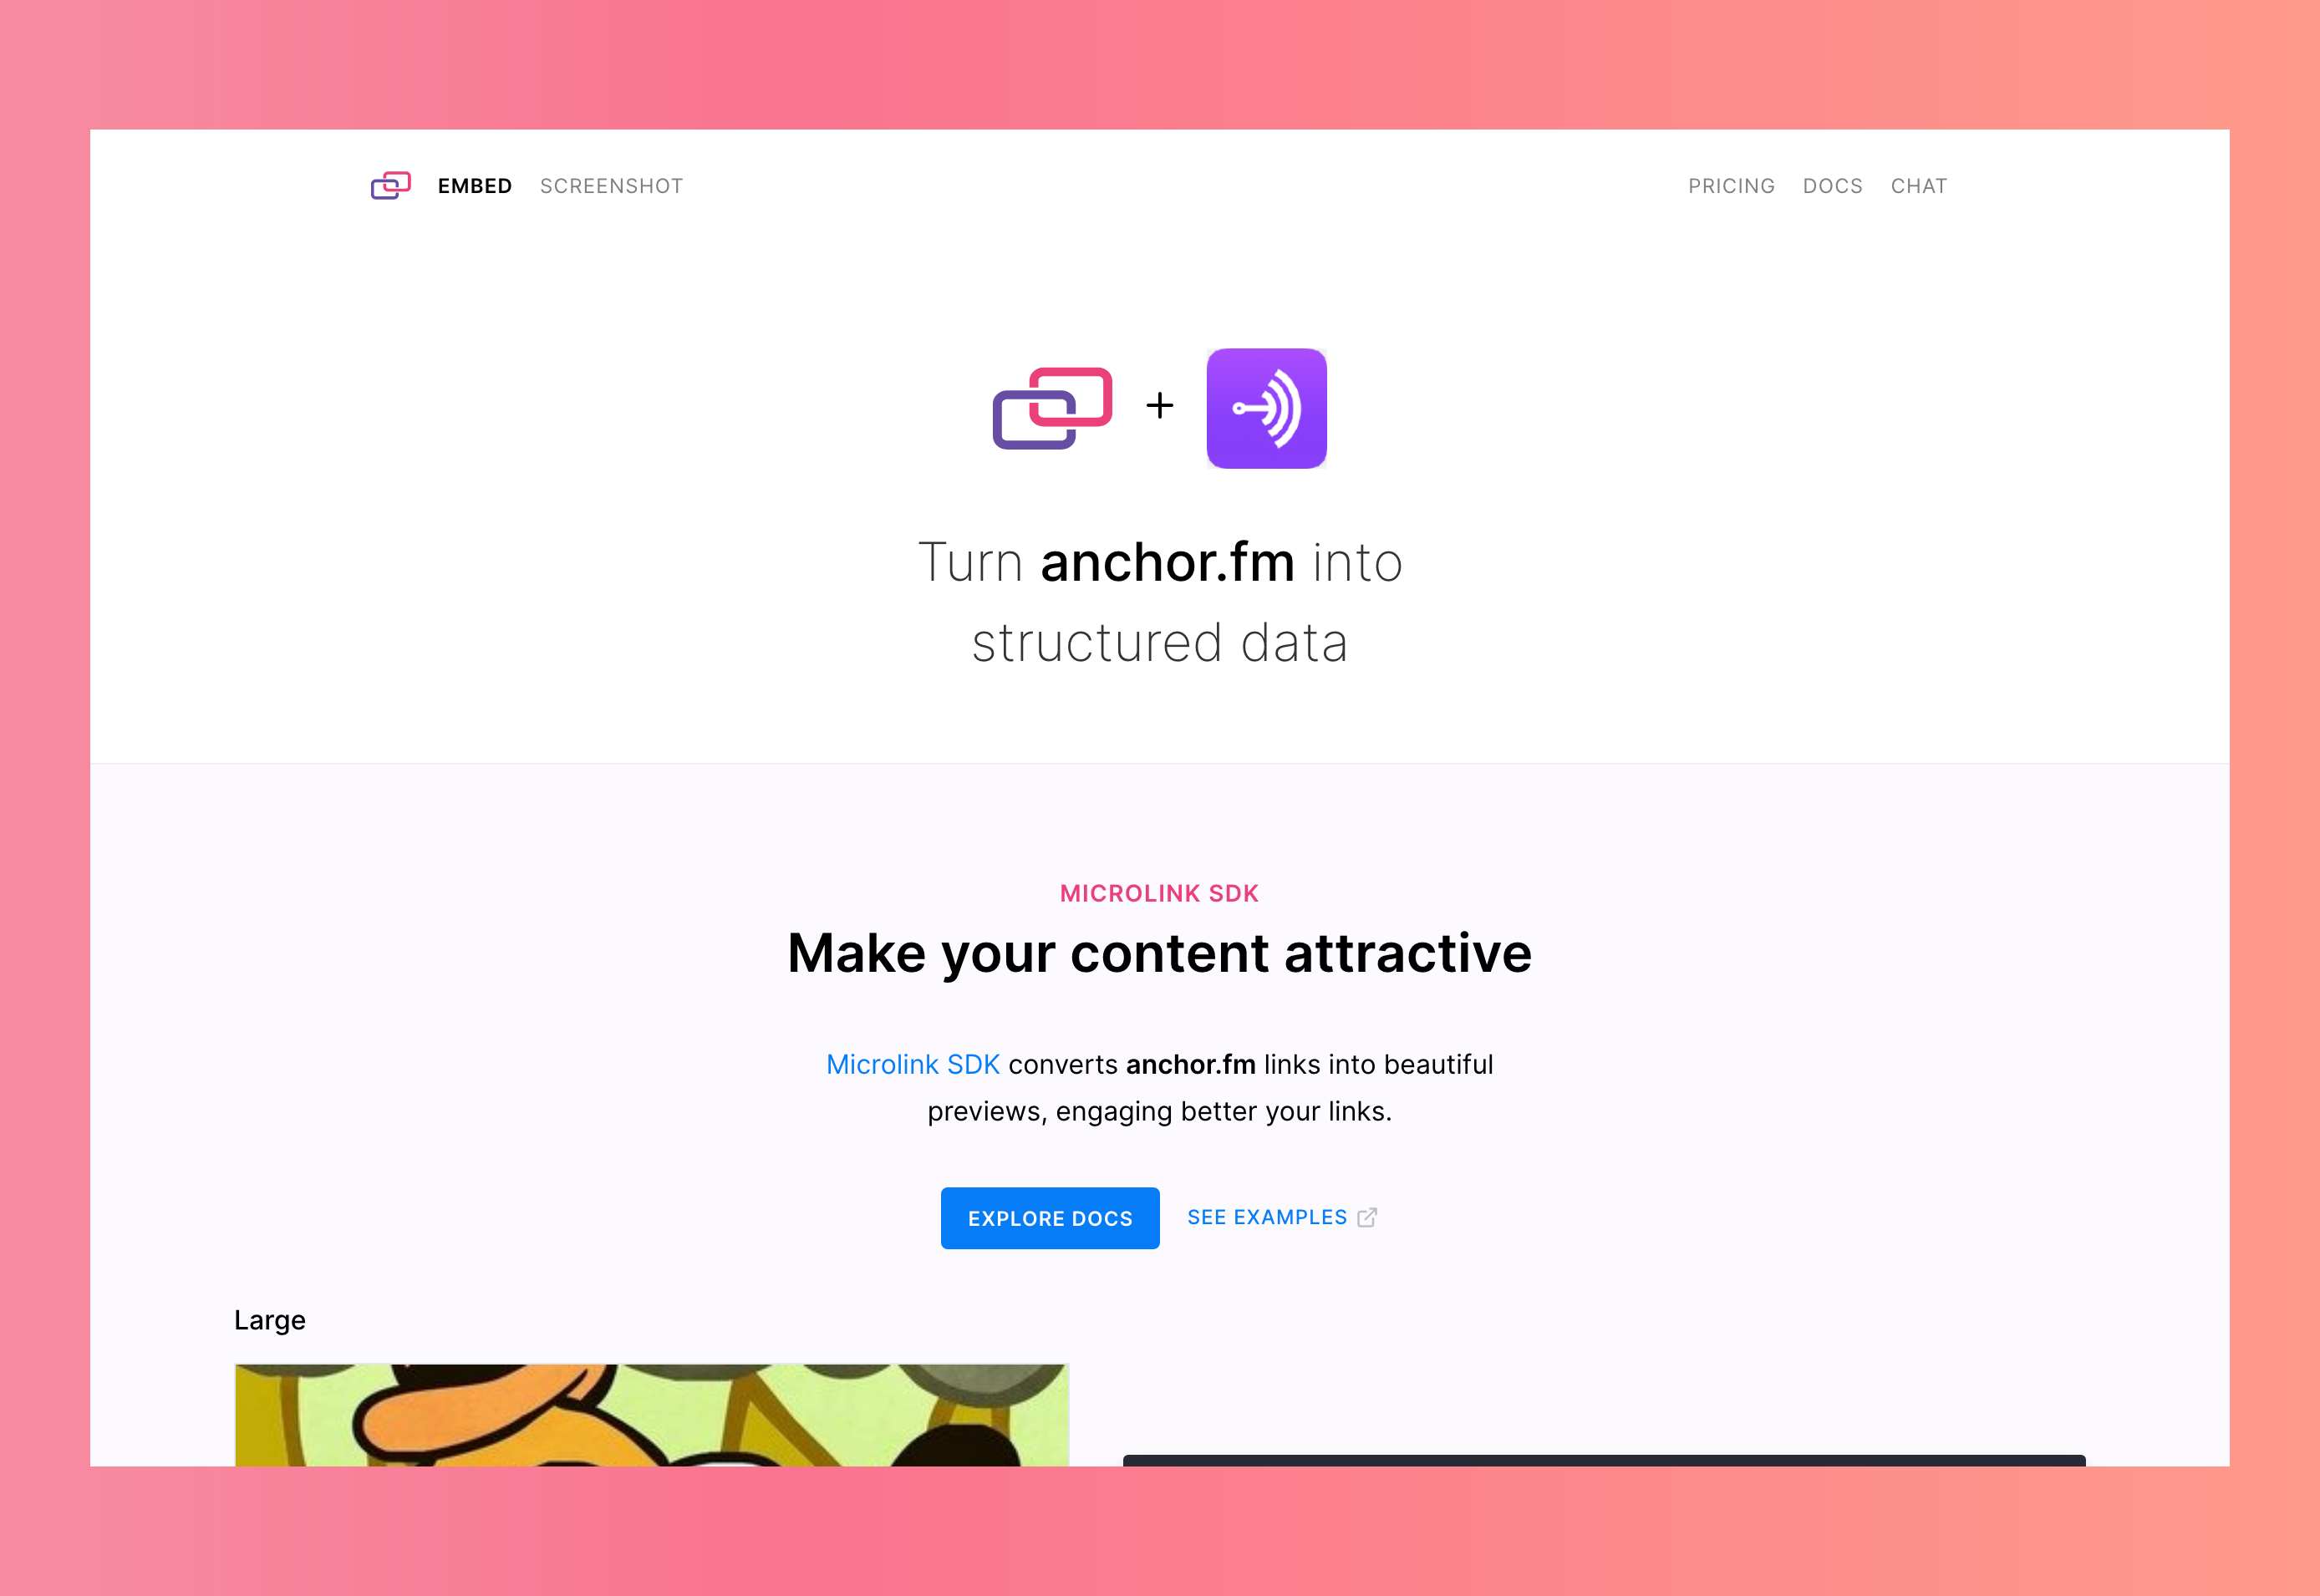 EMBED SCREENSHOT PRICING DOCS CHAT
+
Turn anchor.fm into
structured data
MICROLINK SDK
Make your content attractive
Microlink SDK converts anchor.fm links into beautiful
previews, engaging better your links.
EXPLORE DOCS SEE EXAMPLES
Large